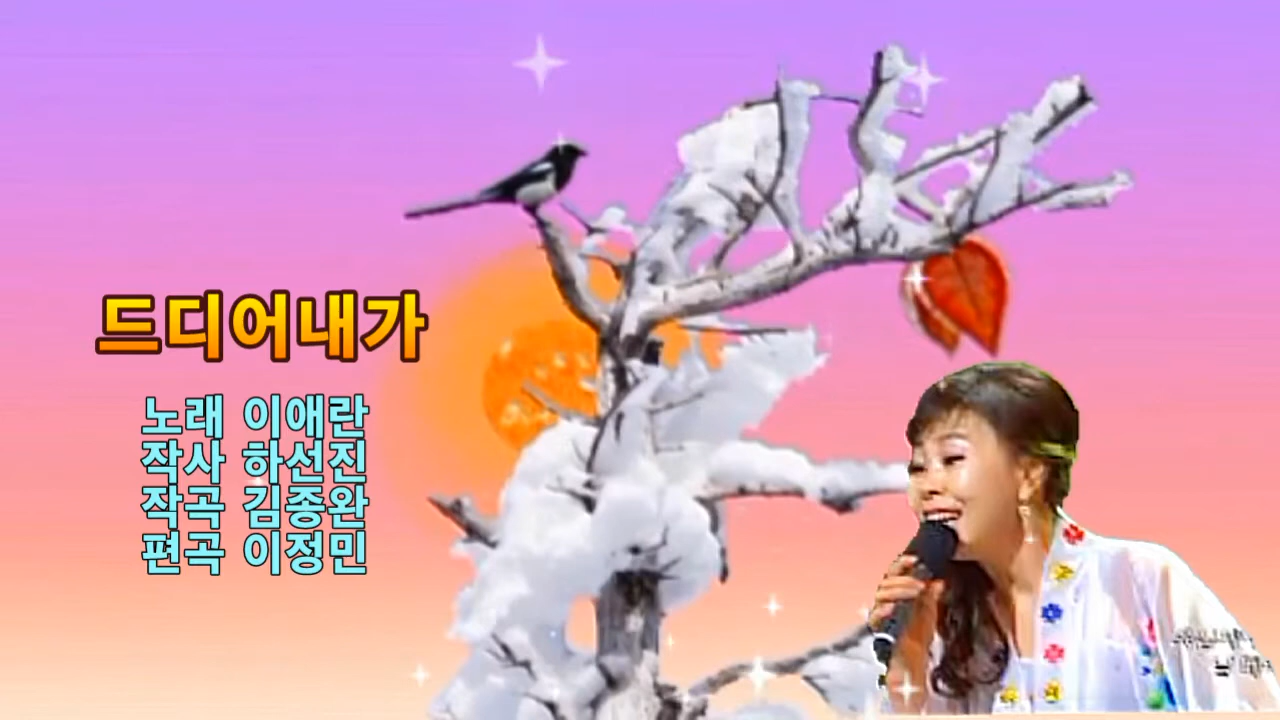 드디어내가
노래 이애란
작사 하선진
작곡 김종완
편곡 이정민